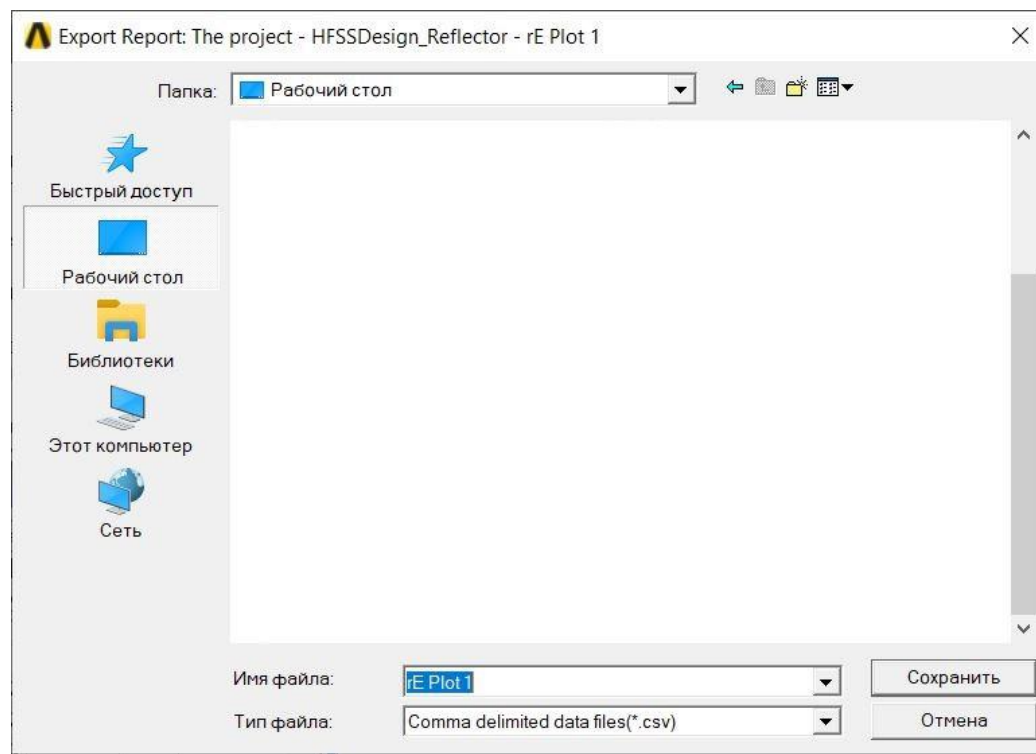 Export Report: The project - HFSSDesign_Reflector - rE Plot 1
Папка:
Рабочий стол
Быстрый доступ
Рабочий стол
Библиотеки
Этот компьютер
Сеть
Имя файла:
rE Plot 1
Сохранить
Тип файла:
Comma delimited data files(*.csv)
Отмена